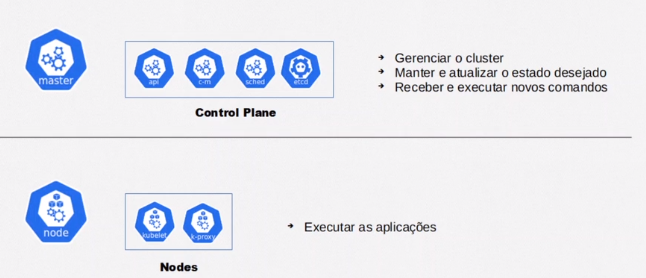 master
api
c-m
sched
etcd
Control Plane
Gerenciar o cluster
Manter e atualizar o estado desejado
Receber e executar novos comandos
node
kubelet
k-proxy
Nodes
Executar as aplicações